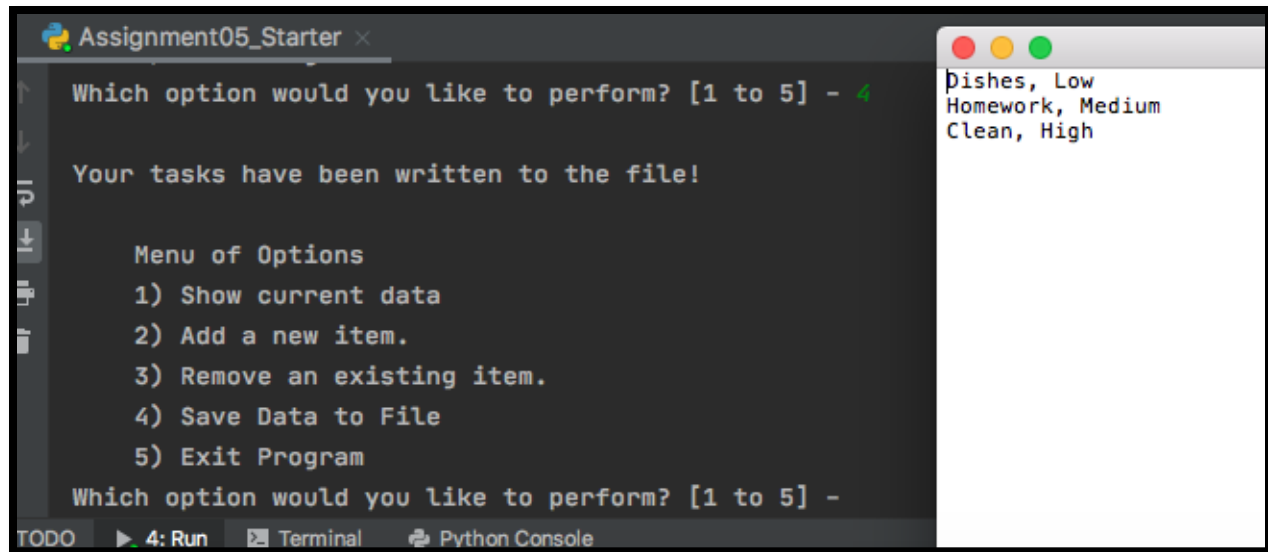 Assignment05_Starter
Which option would you like to perform? [1 to 5] - 4
Your tasks have been written to the file!
Menu of Options
1) Show current data
2) Add a new item.
3) Remove an existing item.
4) Save Data to File
5) Exit Program
Which option would you like to perform? [1 to 5] -
TODO 4: Run Terminal Python Console
Dishes, Low
Homework, Medium
Clean, High